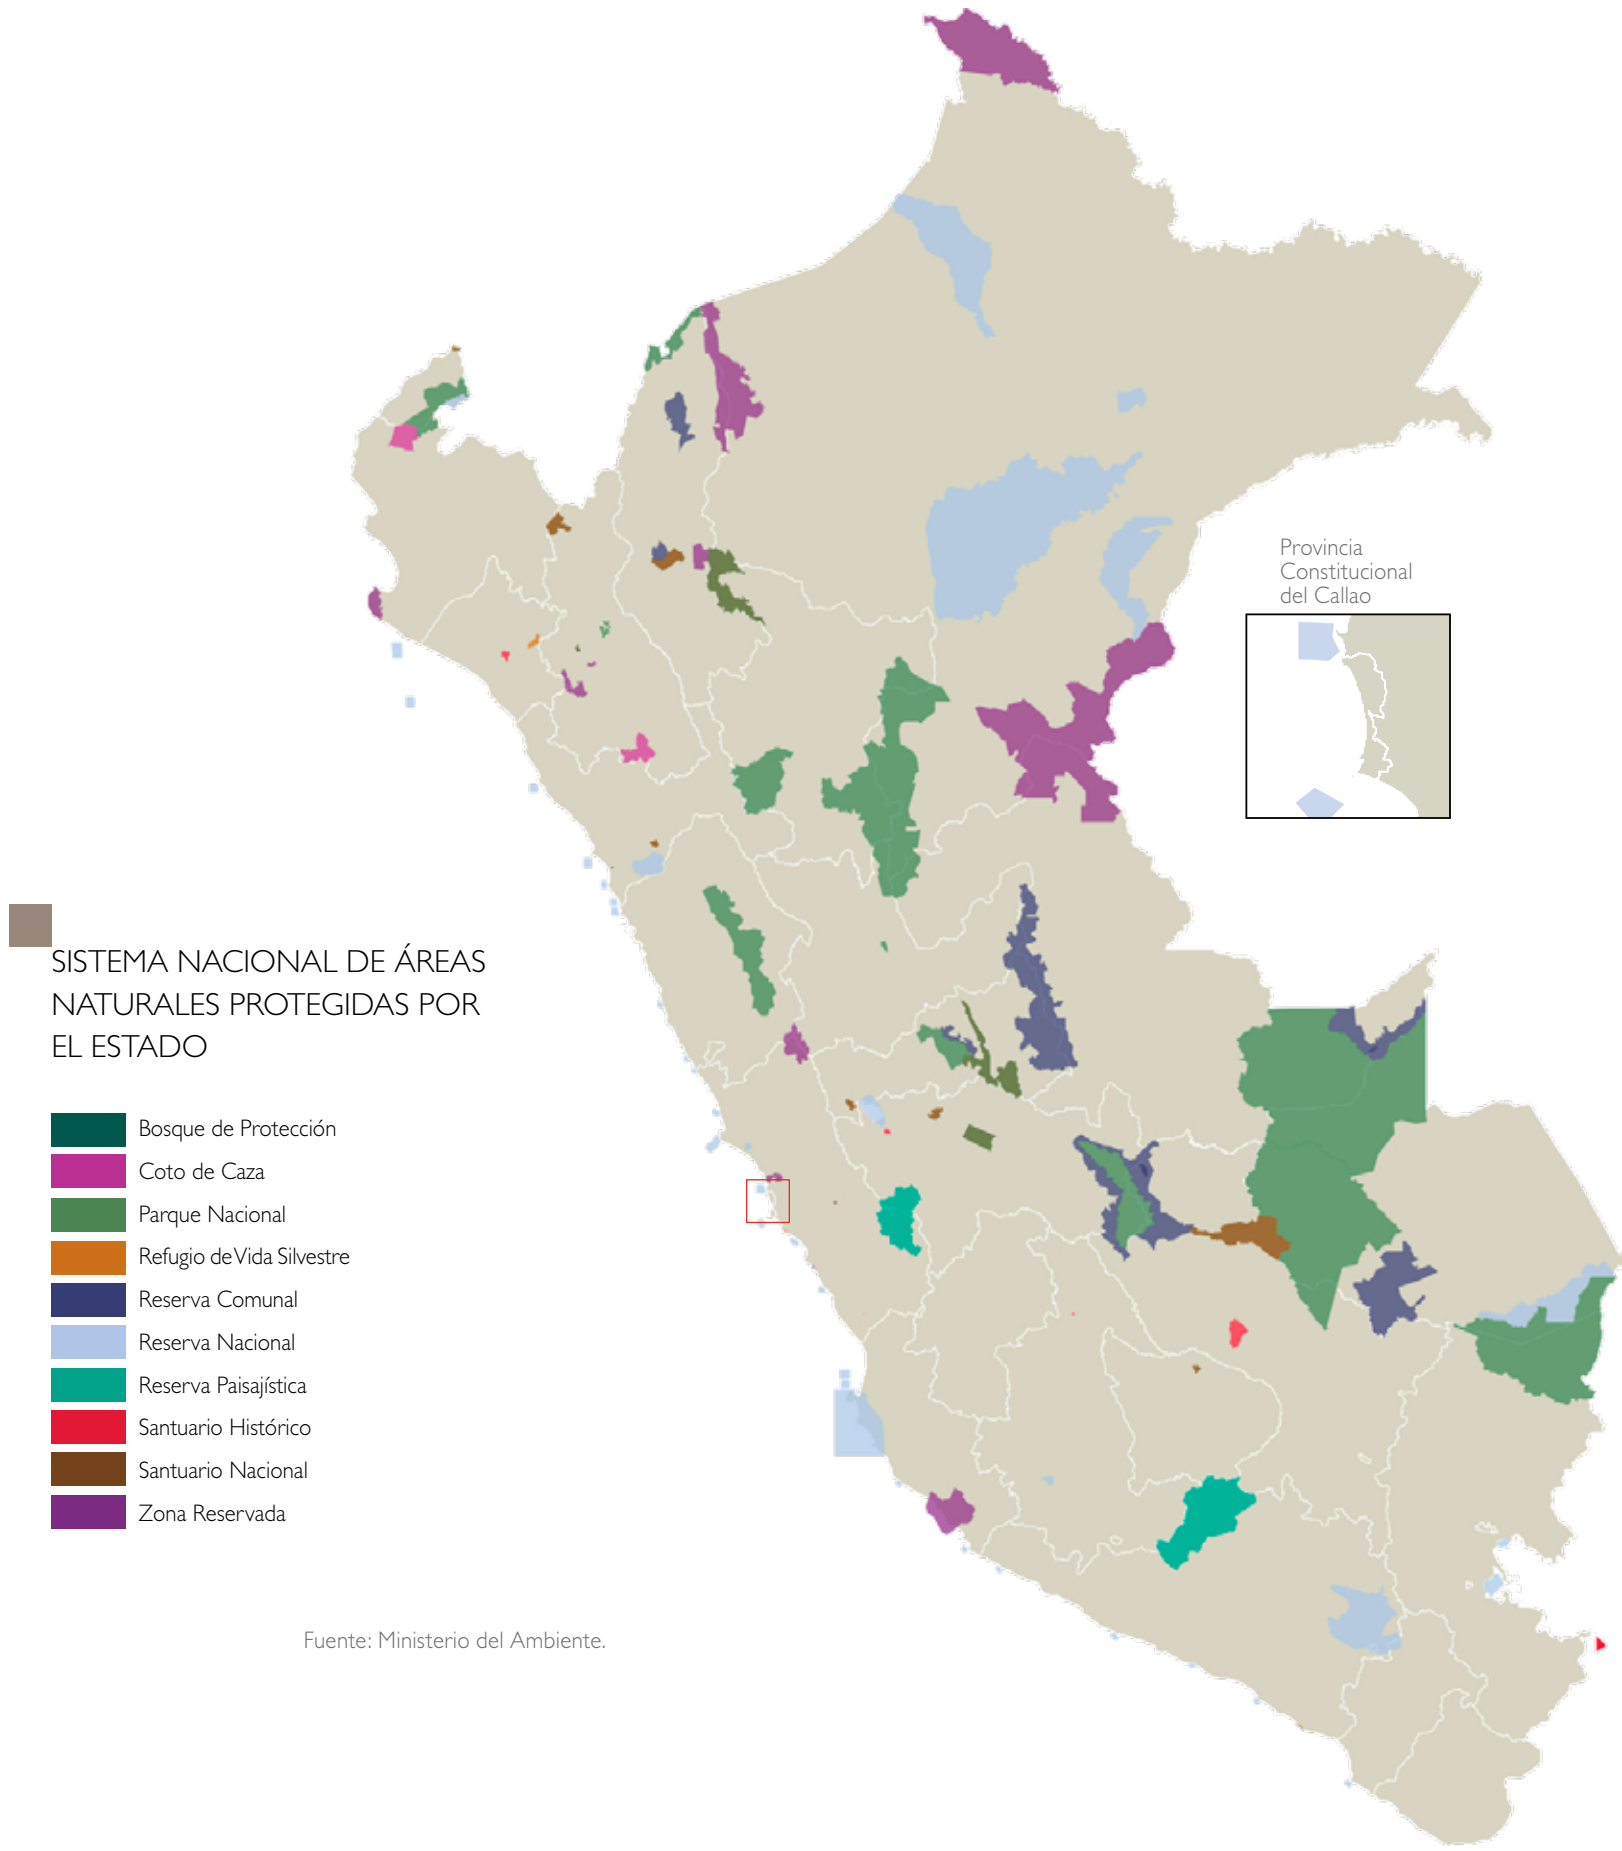 Provincia
Constitucional
del Callao
SISTEMA NACIONAL DE ÁREAS
NATURALES PROTEGIDAS POR
EL ESTADO
Bosque de Protección
Coto de Caza
Parque Nacional
Refugio de Vida Silvestre
Reserva Comunal
Reserva Nacional
Reserva Paisajística
Santuario Histórico
Santuario Nacional
Zona Reservada
Fuente: Ministerio del Ambiente.